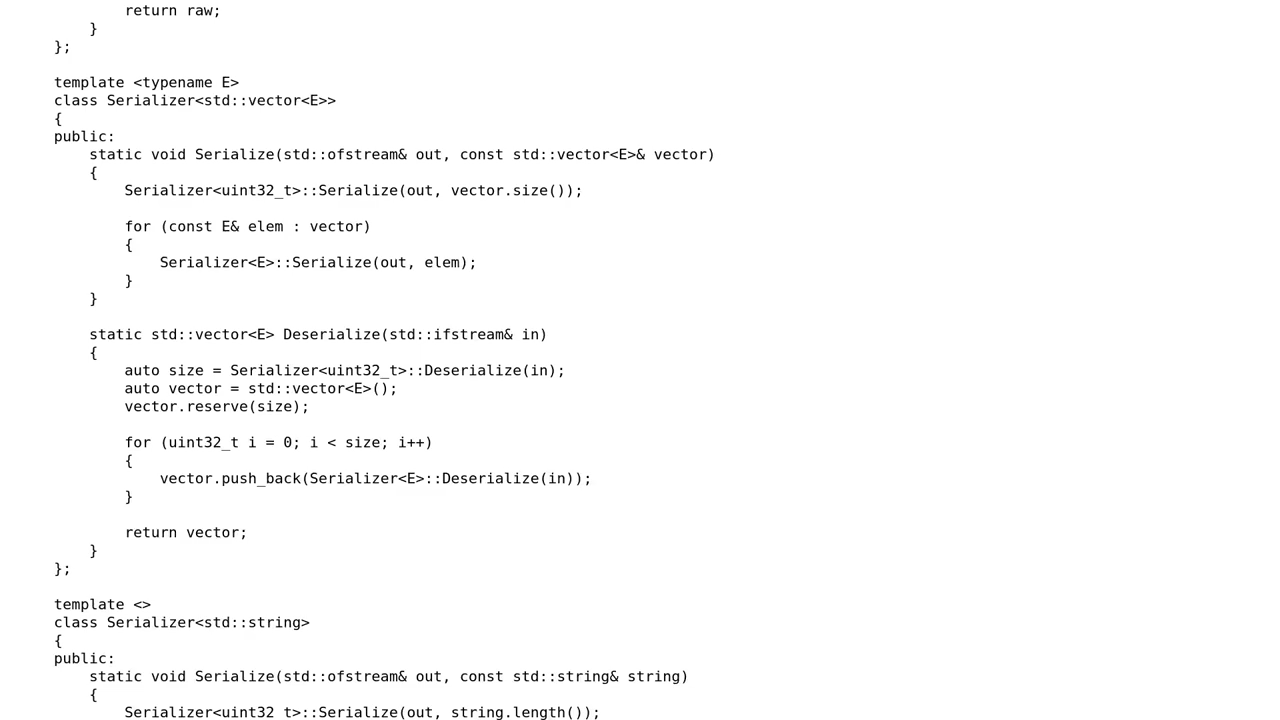 return raw;
    }
};

template <typename E>
class Serializer<std::vector<E>>
{
public:
    static void Serialize(std::ofstream& out, const std::vector<E>& vector)
    {
        Serializer<uint32_t>::Serialize(out, vector.size());

        for (const E& elem : vector)
        {
            Serializer<E>::Serialize(out, elem);
        }
    }

    static std::vector<E> Deserialize(std::ifstream& in)
    {
        auto size = Serializer<uint32_t>::Deserialize(in);
        auto vector = std::vector<E>();
        vector.reserve(size);

        for (uint32_t i = 0; i < size; i++)
        {
            vector.push_back(Serializer<E>::Deserialize(in));
        }

        return vector;
    }
};

template <>
class Serializer<std::string>
{
public:
    static void Serialize(std::ofstream& out, const std::string& string)
    {
        Serializer<uint32_t>::Serialize(out, string.length());